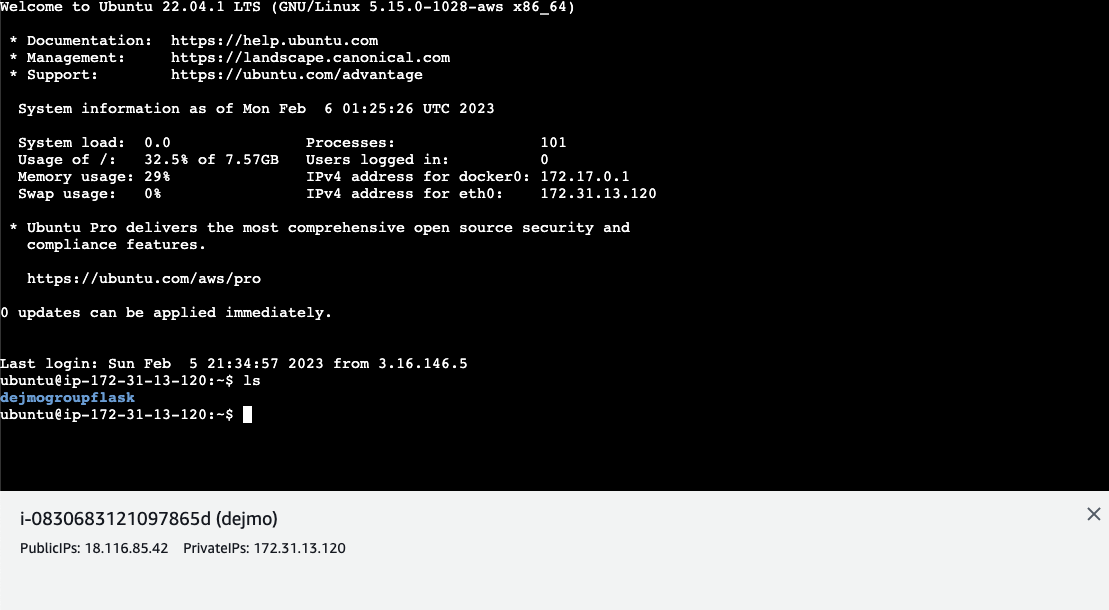 Welcome to Ubuntu 22.04.1 LTS (GNU/Linux 5.15.0-1028-aws x86_64)
* Documentation:  https://help.ubuntu.com
* Management:     https://landscape.canonical.com
* Support:        https://ubuntu.com/advantage
System information as of Mon Feb  6 01:25:26 UTC 2023
System load:  0.0               Processes:                101
Usage of /:   32.5% of 7.57GB   Users logged in:          0
Memory usage: 29%               IPv4 address for docker0: 172.17.0.1
Swap usage:   0%                IPv4 address for eth0:    172.31.13.120
* Ubuntu Pro delivers the most comprehensive open source security and
compliance features.
https://ubuntu.com/aws/pro
0 updates can be applied immediately.
Last login: Sun Feb  5 21:34:57 2023 from 3.16.146.5
ubuntu@ip-172-31-13-120:~$ ls
dejmogroupflask
ubuntu@ip-172-31-13-120:~$
i-0830683121097865d (dejmo)
PublicIPs: 18.116.85.42    PrivateIPs: 172.31.13.120